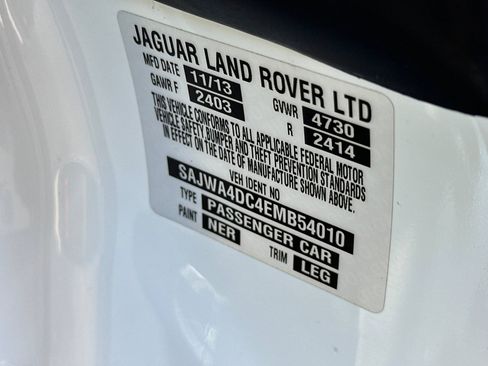 JAGUAR LAND ROVER LTD
MFD DATE 11/13 GVWR 4730
GAWR F 2403 R 2414
THIS VEHICLE CONFORMS TO ALL APPLICABLE FEDERAL MOTOR
VEHICLE SAFETY BUMPER AND THEFT PREVENTION STANDARDS
IN EFFECT ON THE DATE OF MANUFACTURE SHOWN ABOVE.
VEH IDENT NO
SAJWA4DC4EMB54010
TYPE PASSENGER CAR
PAINT NER TRIM LEG